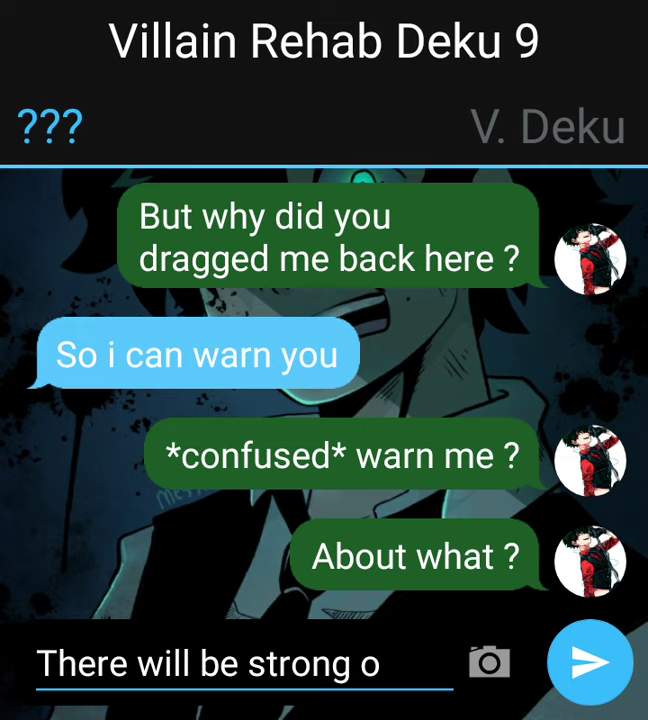 Villain Rehab Deku 9
???
V. Deku
But why did you
dragged me back here ?
So i can warn you
*confused* warn me ?
About what ?
There will be strong o